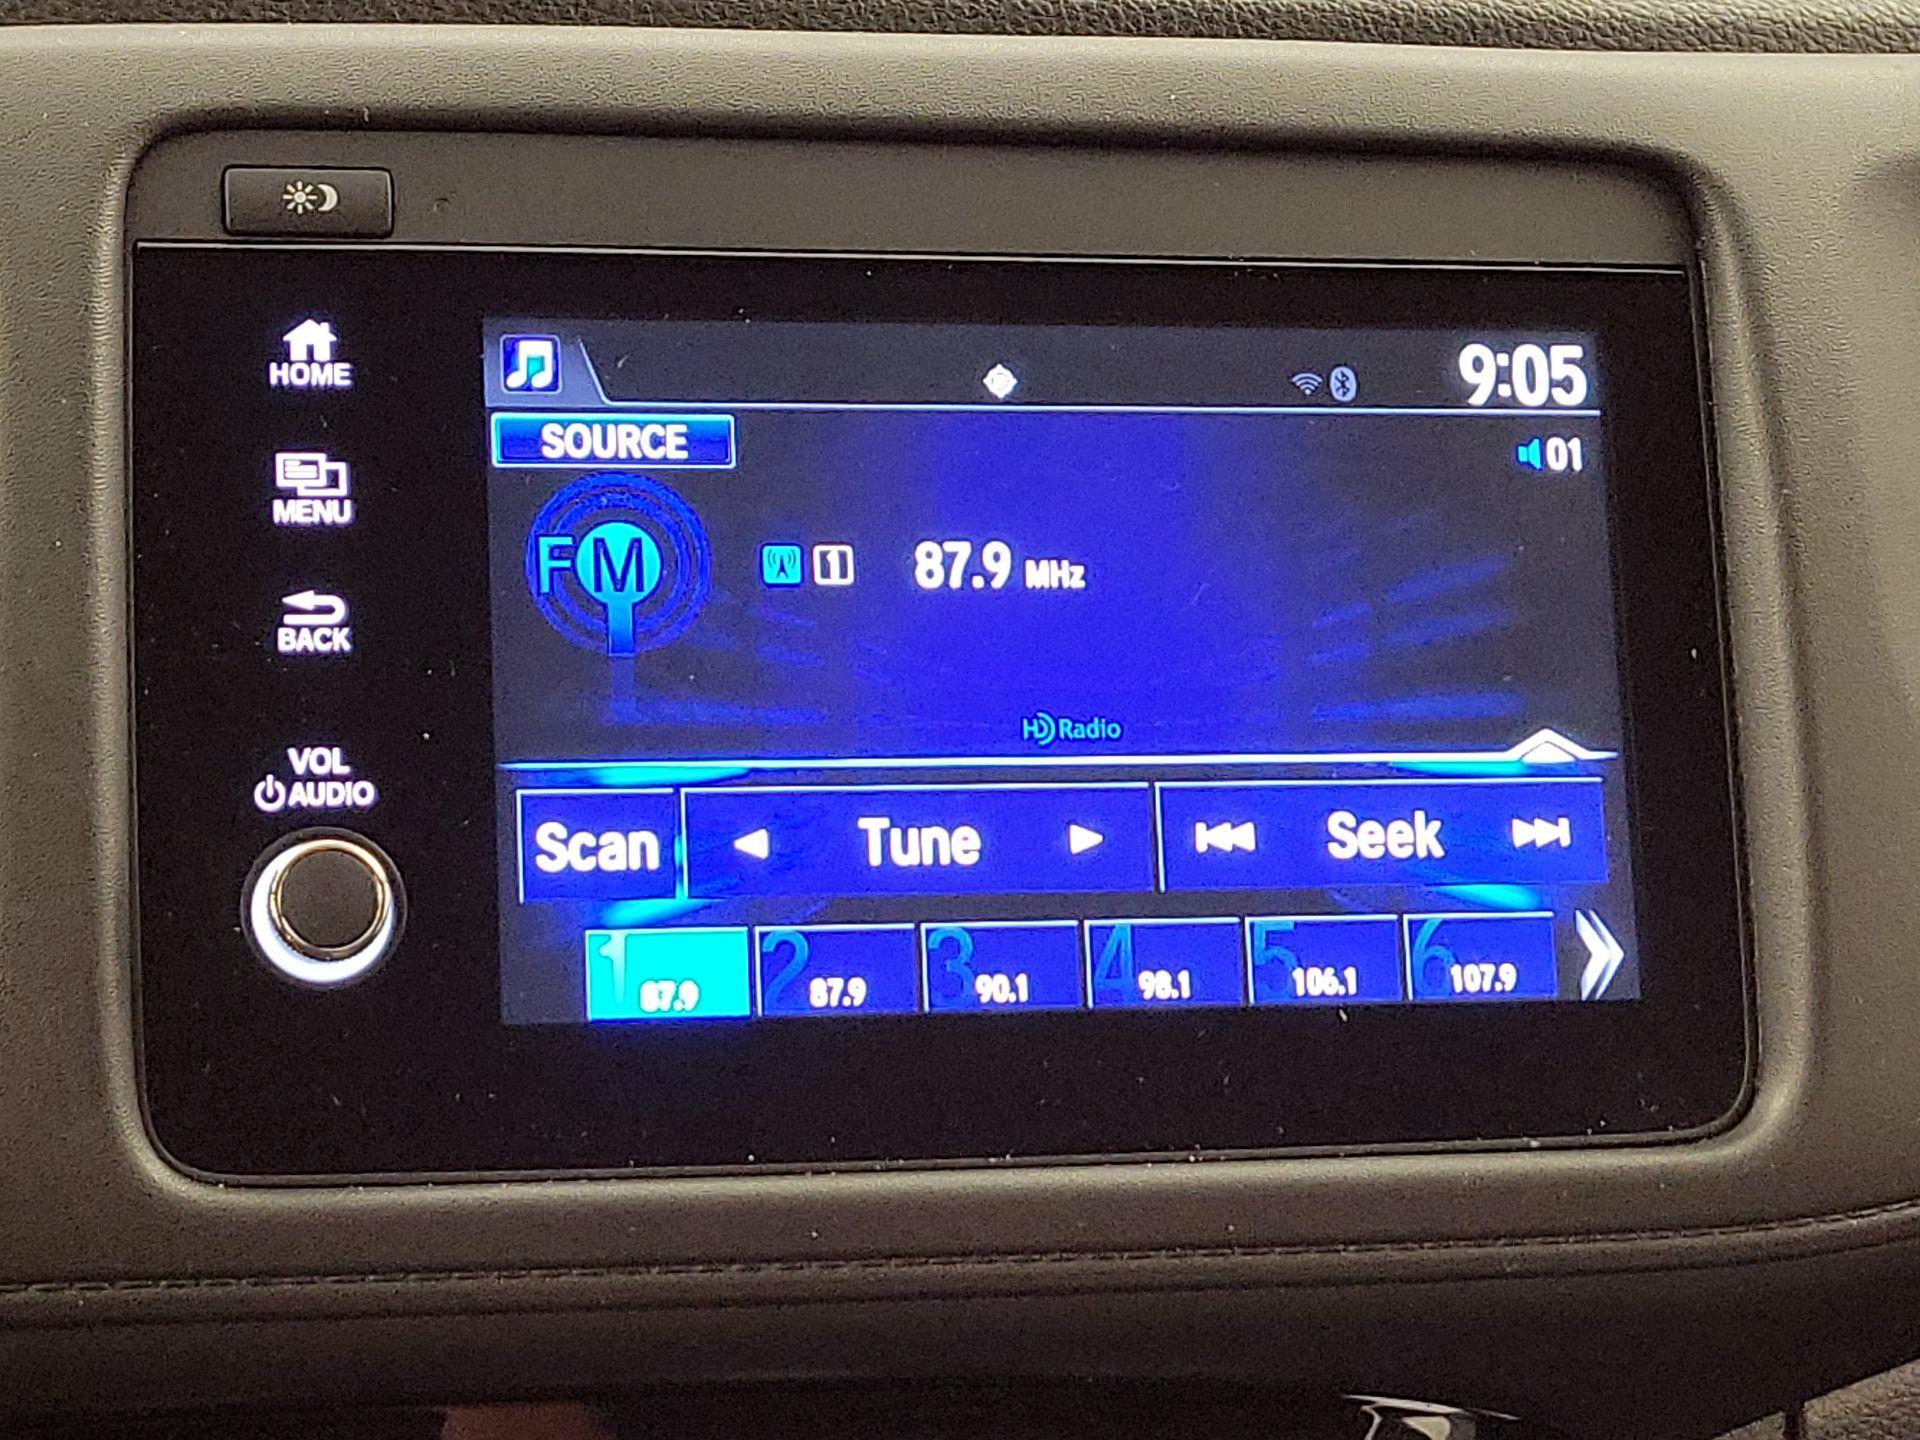 HOME
9:05
SOURCE
01
MENU
FM
1
87.9 MHz
BACK
HD Radio
VOL
AUDIO
Scan
Tune
Seek
1 87.9
2 87.9
3 90.1
4 98.1
5 106.1
6 107.9